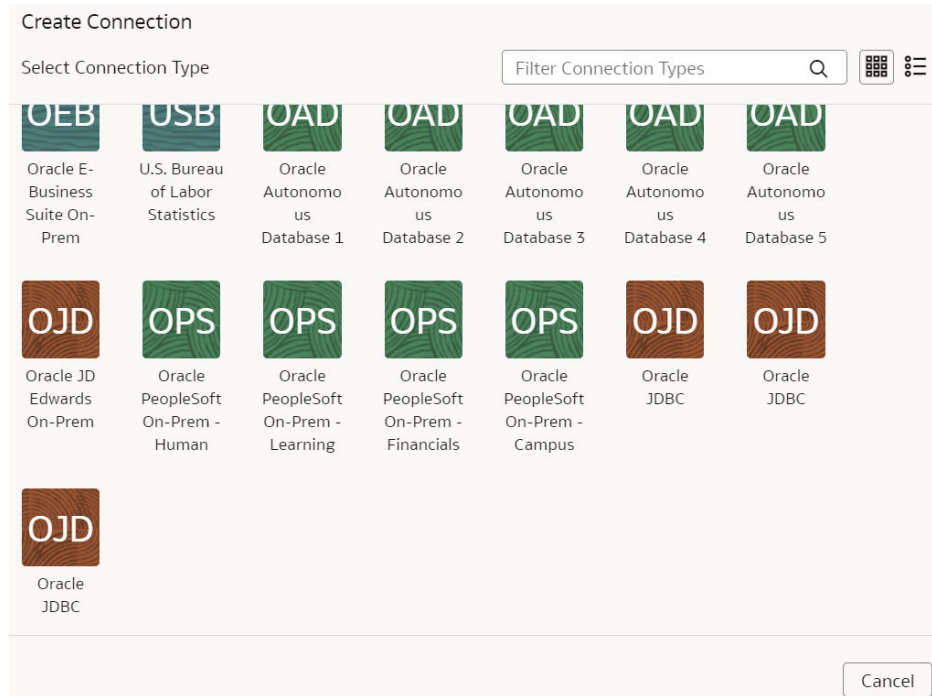 Create Connection
Select Connection Type
Filter Connection Types
OEB USB OAD OAD OAD OAD OAD
Oracle E- U.S. Bureau Oracle Oracle Oracle Oracle Oracle
Business of Labor Autonomo Autonomo Autonomo Autonomo Autonomo
Suite On- Statistics us us us us us
Prem Database 1 Database 2 Database 3 Database 4 Database 5
OJD OPS OPS OPS OPS OJD OJD
Oracle JD Oracle Oracle Oracle Oracle Oracle Oracle
Edwards PeopleSoft PeopleSoft PeopleSoft PeopleSoft JDBC JDBC
On-Prem On-Prem - On-Prem - On-Prem - On-Prem -
Human Learning Financials Campus
OJD
Oracle
JDBC
Cancel